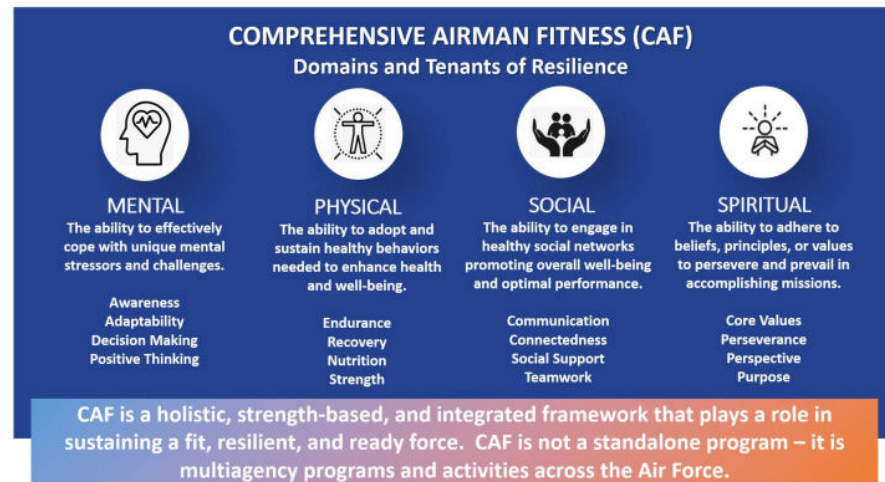 COMPREHENSIVE AIRMAN FITNESS (CAF)
Domains and Tenants of Resilience
MENTAL
The ability to effectively
cope with unique mental
stressors and challenges.
Awareness
Adaptability
Decision Making
Positive Thinking
PHYSICAL
The ability to adopt and
sustain healthy behaviors
needed to enhance health
and well-being.
Endurance
Recovery
Nutrition
Strength
SOCIAL
The ability to engage in
healthy social networks
promoting overall well-being
and optimal performance.
Communication
Connectedness
Social Support
Teamwork
SPIRITUAL
The ability to adhere to
beliefs, principles, or values
to persevere and prevail in
accomplishing missions.
Core Values
Perseverance
Perspective
Purpose
CAF is a holistic, strength-based, and integrated framework that plays a role in
sustaining a fit, resilient, and ready force. CAF is not a standalone program – it is
multiagency programs and activities across the Air Force.